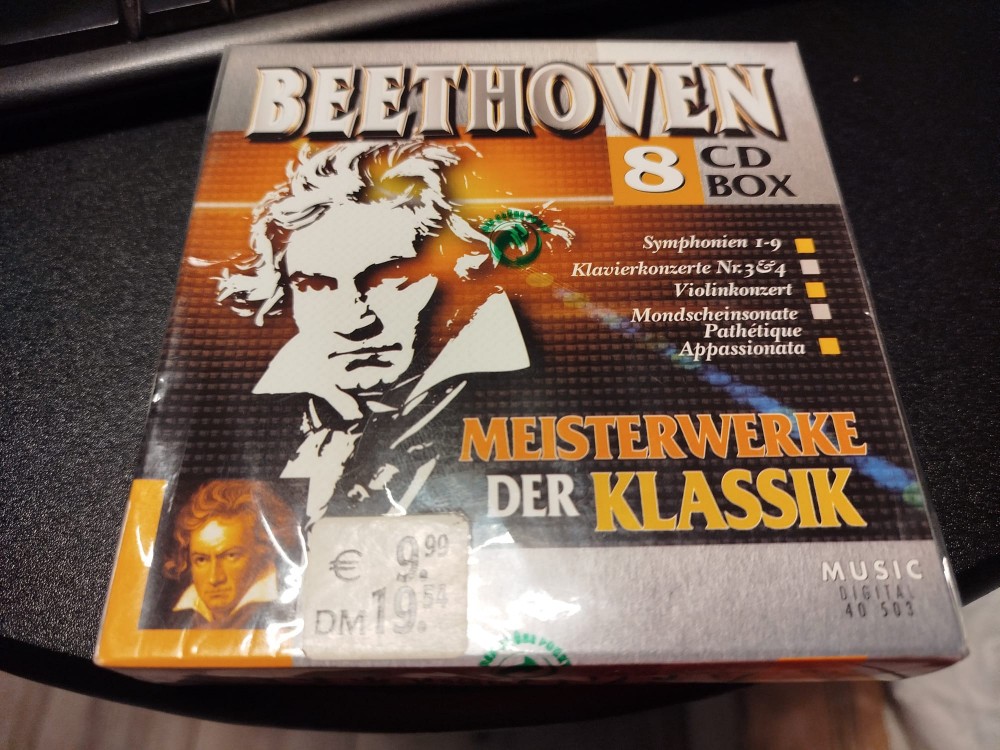 BEETHOVEN
8 CD
BOX
Symphonien 1-9
Klavierkonzerte Nr. 3 & 4
Violinkonzert
Mondscheinsonate
Pathétique
Appassionata
MEISTERWERKE
DER KLASSIK
€ 9.99
DM 19.54
MUSIC
DIGITAL
40 503